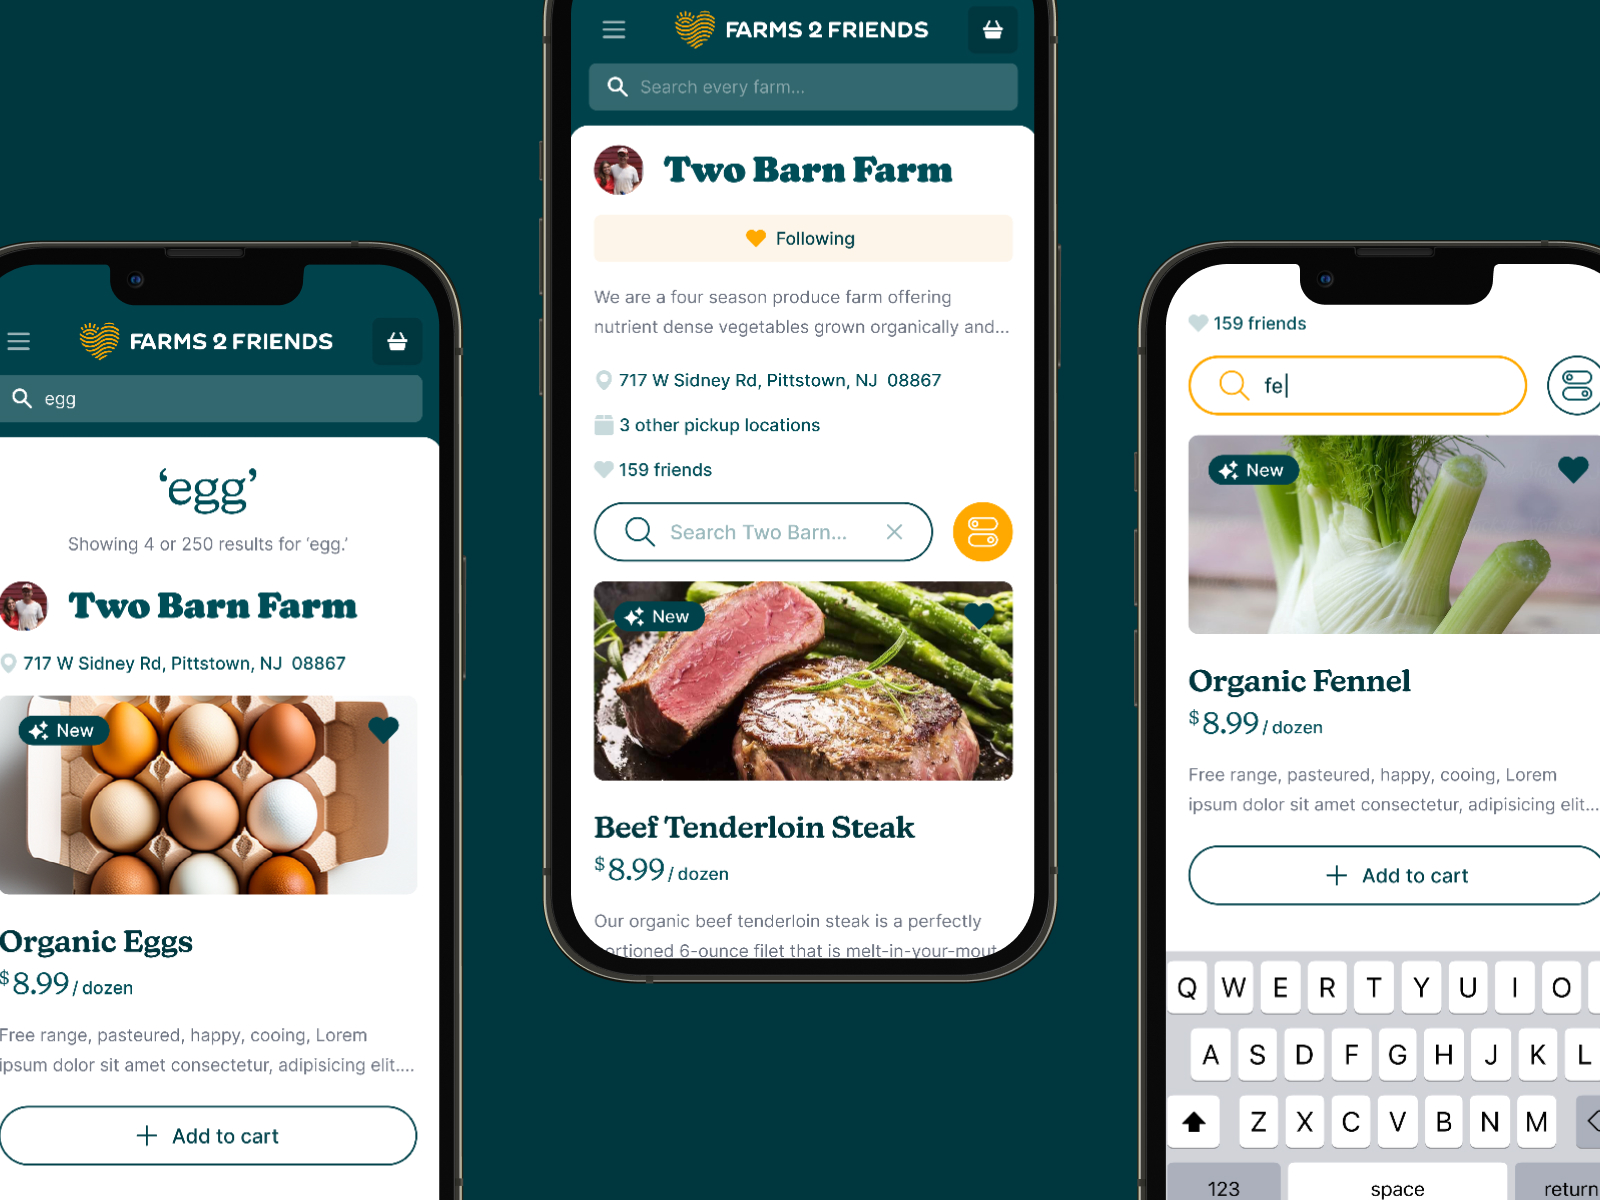 FARMS 2 FRIENDS
egg
‘egg’
Showing 4 or 250 results for ‘egg.’
Two Barn Farm
717 W Sidney Rd, Pittstown, NJ 08867
New
Organic Eggs
$8.99 / dozen
Free range, pasteured, happy, cooing, Lorem
ipsum dolor sit amet consectetur, adipisicing elit....
Add to cart
FARMS 2 FRIENDS
Search every farm...
Two Barn Farm
Following
We are a four season produce farm offering
nutrient dense vegetables grown organically and...
717 W Sidney Rd, Pittstown, NJ 08867
3 other pickup locations
159 friends
Search Two Barn...
New
Beef Tenderloin Steak
$8.99 / dozen
Our organic beef tenderloin steak is a perfectly
ortioned 6-ounce filet that is melt-in-your-mout
159 friends
fe
New
Organic Fennel
$8.99 / dozen
Free range, pasteured, happy, cooing, Lorem
ipsum dolor sit amet consectetur, adipisicing elit...
Add to cart
Q W E R T Y U I O
A S D F G H J K L
Z X C V B N M
123 space return